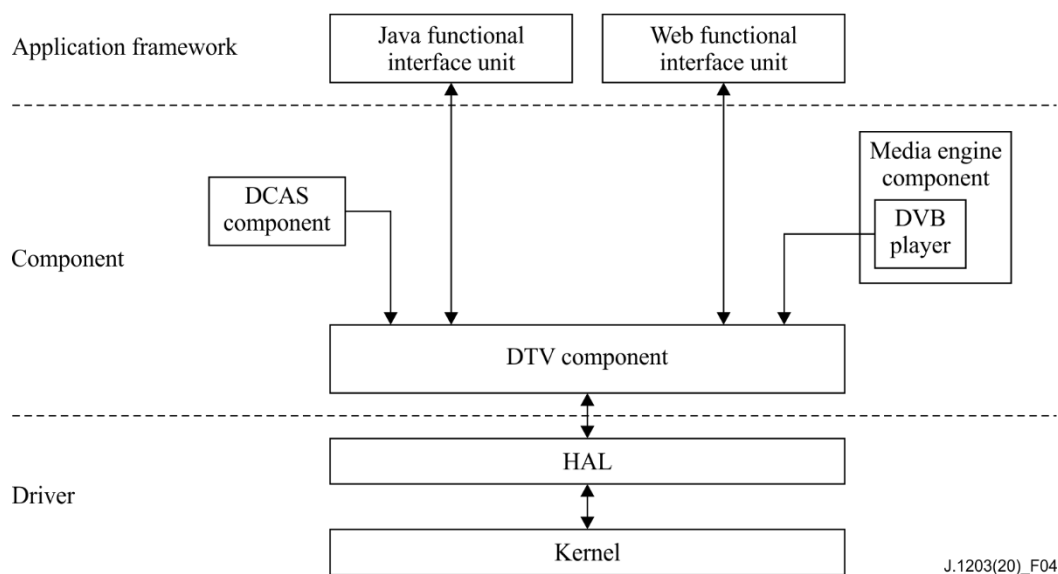 Application framework
Java functional
interface unit
Web functional
interface unit
Media engine
component
DCAS
component
DVB
player
Component
DTV component
HAL
Driver
Kernel
J.1203(20)_F04